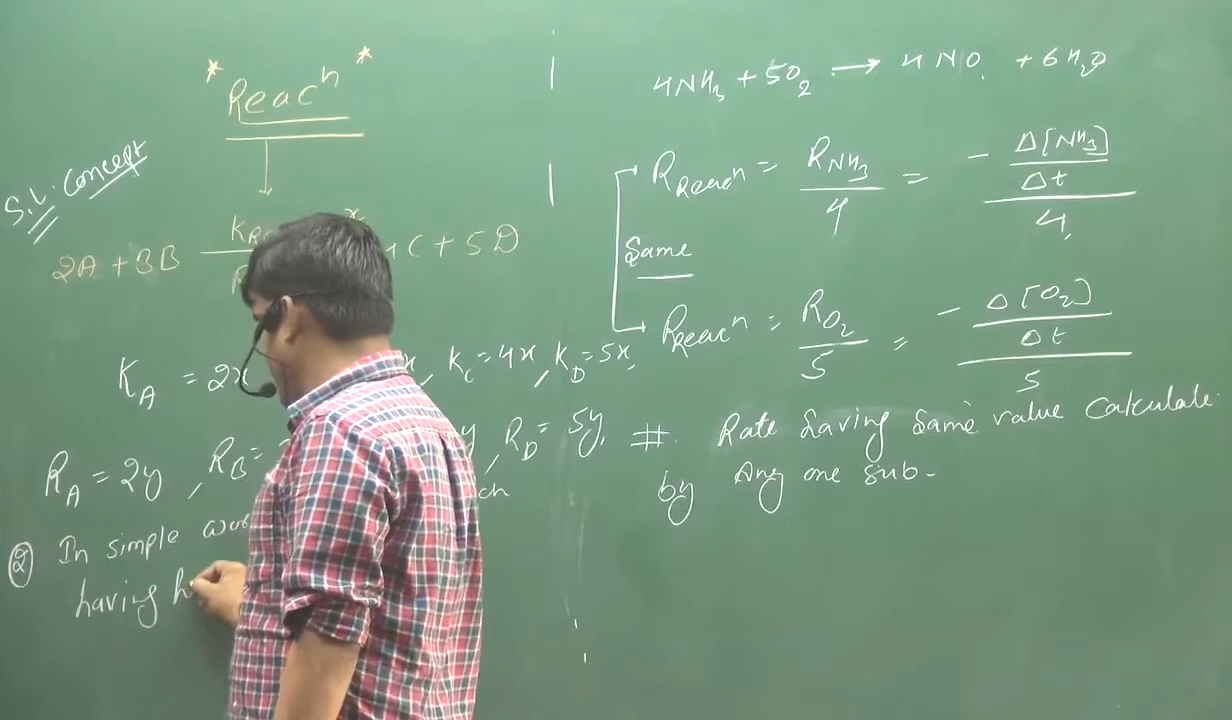 * Reacⁿ *
S.L. Concept
2A + 3B K x C + 5D
K_A = 2x x, K_C = 4x, K_D = 5x,
R_A = 2y, R_B = y, R_D = 5y,
② In simple ch
having h
4NH₃ + 5O₂ → 4NO + 6H₂O
R_Reacⁿ = R_NH₃ / 4 = - Δ[NH₃]/Δt / 4
Same
R_Reacⁿ = R_O₂ / 5 = - Δ[O₂]/Δt / 5
# Rate having same value calculate
by Any one sub-